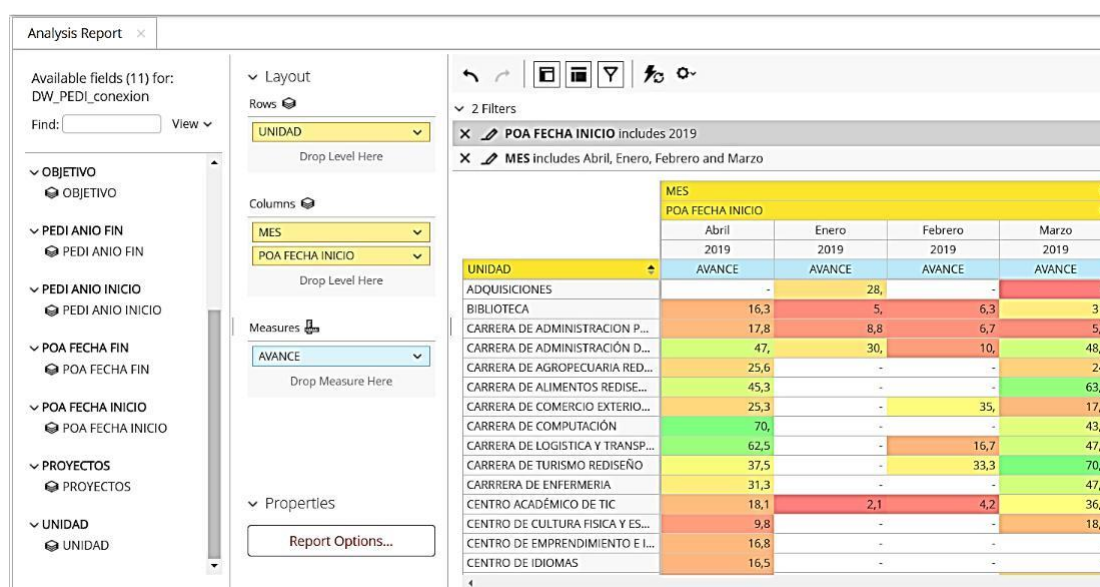 Analysis Report ×
Available fields (11) for:
DW_PEDI_conexion
Find:
View
OBJETIVO
OBJETIVO
PEDI ANIO FIN
PEDI ANIO FIN
PEDI ANIO INICIO
PEDI ANIO INICIO
POA FECHA FIN
POA FECHA FIN
POA FECHA INICIO
POA FECHA INICIO
PROYECTOS
PROYECTOS
UNIDAD
UNIDAD
Layout
Rows
UNIDAD
Drop Level Here
Columns
MES
POA FECHA INICIO
Drop Level Here
Measures
AVANCE
Drop Measure Here
Properties
Report Options...
2 Filters
POA FECHA INICIO includes 2019
MES includes Abril, Enero, Febrero and Marzo
MES
POA FECHA INICIO
Abril Enero Febrero Marzo
2019 2019 2019 2019
UNIDAD AVANCE AVANCE AVANCE AVANCE
ADQUISICIONES - 28, -
BIBLIOTECA 16,3 5, 6,3 3
CARRERA DE ADMINISTRACION P... 17,8 8,8 6,7 5,
CARRERA DE ADMINISTRACIÓN D... 47, 30, 10, 48,
CARRERA DE AGROPECUARIA RED... 25,6 - - 24
CARRERA DE ALIMENTOS REDISE... 45,3 - - 63,
CARRERA DE COMERCIO EXTERIO... 25,3 - 35, 17,
CARRERA DE COMPUTACIÓN 70, - - 43,
CARRERA DE LOGISTICA Y TRANSP... 62,5 - 16,7 47,
CARRERA DE TURISMO REDISEÑO 37,5 - 33,3 70,
CARRRERA DE ENFERMERIA 31,3 - - 47,
CENTRO ACADÉMICO DE TIC 18,1 2,1 4,2 36,
CENTRO DE CULTURA FISICA Y ES... 9,8 - - 18,
CENTRO DE EMPRENDIMIENTO E I... 16,8 - -
CENTRO DE IDIOMAS 16,5 - -